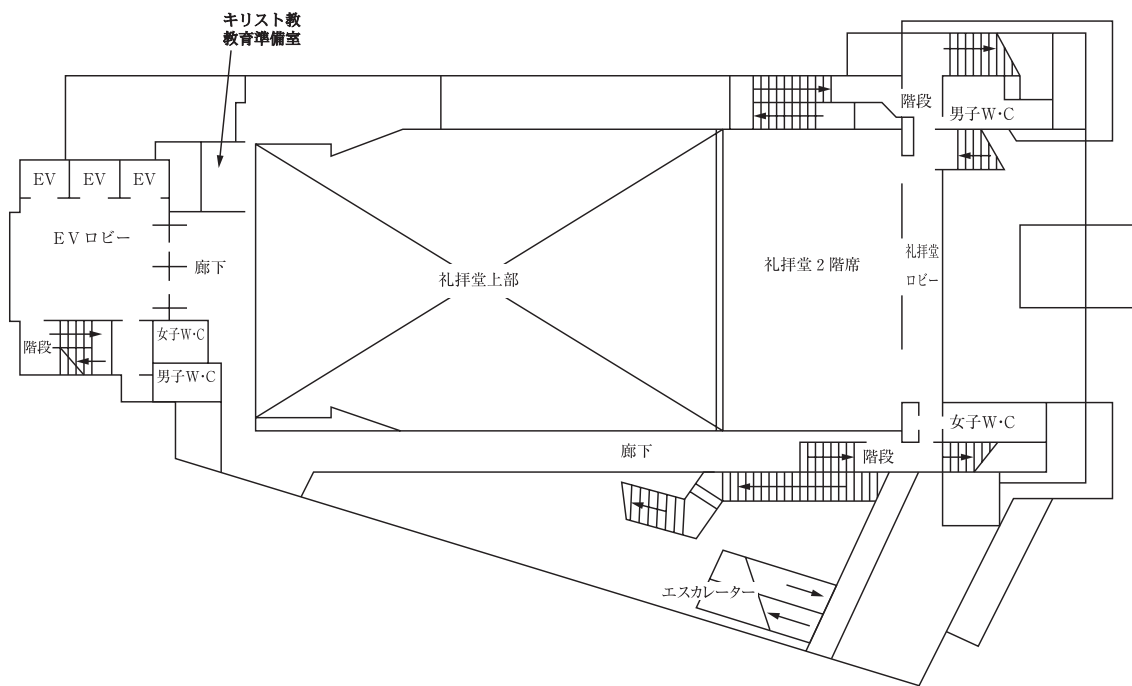 キリスト教
教育準備室
階段
男子W・C
EV
EV
EV
EVロビー
廊下
礼拝堂上部
礼拝堂2階席
礼拝堂
ロビー
女子W・C
階段
男子W・C
女子W・C
廊下
階段
エスカレーター